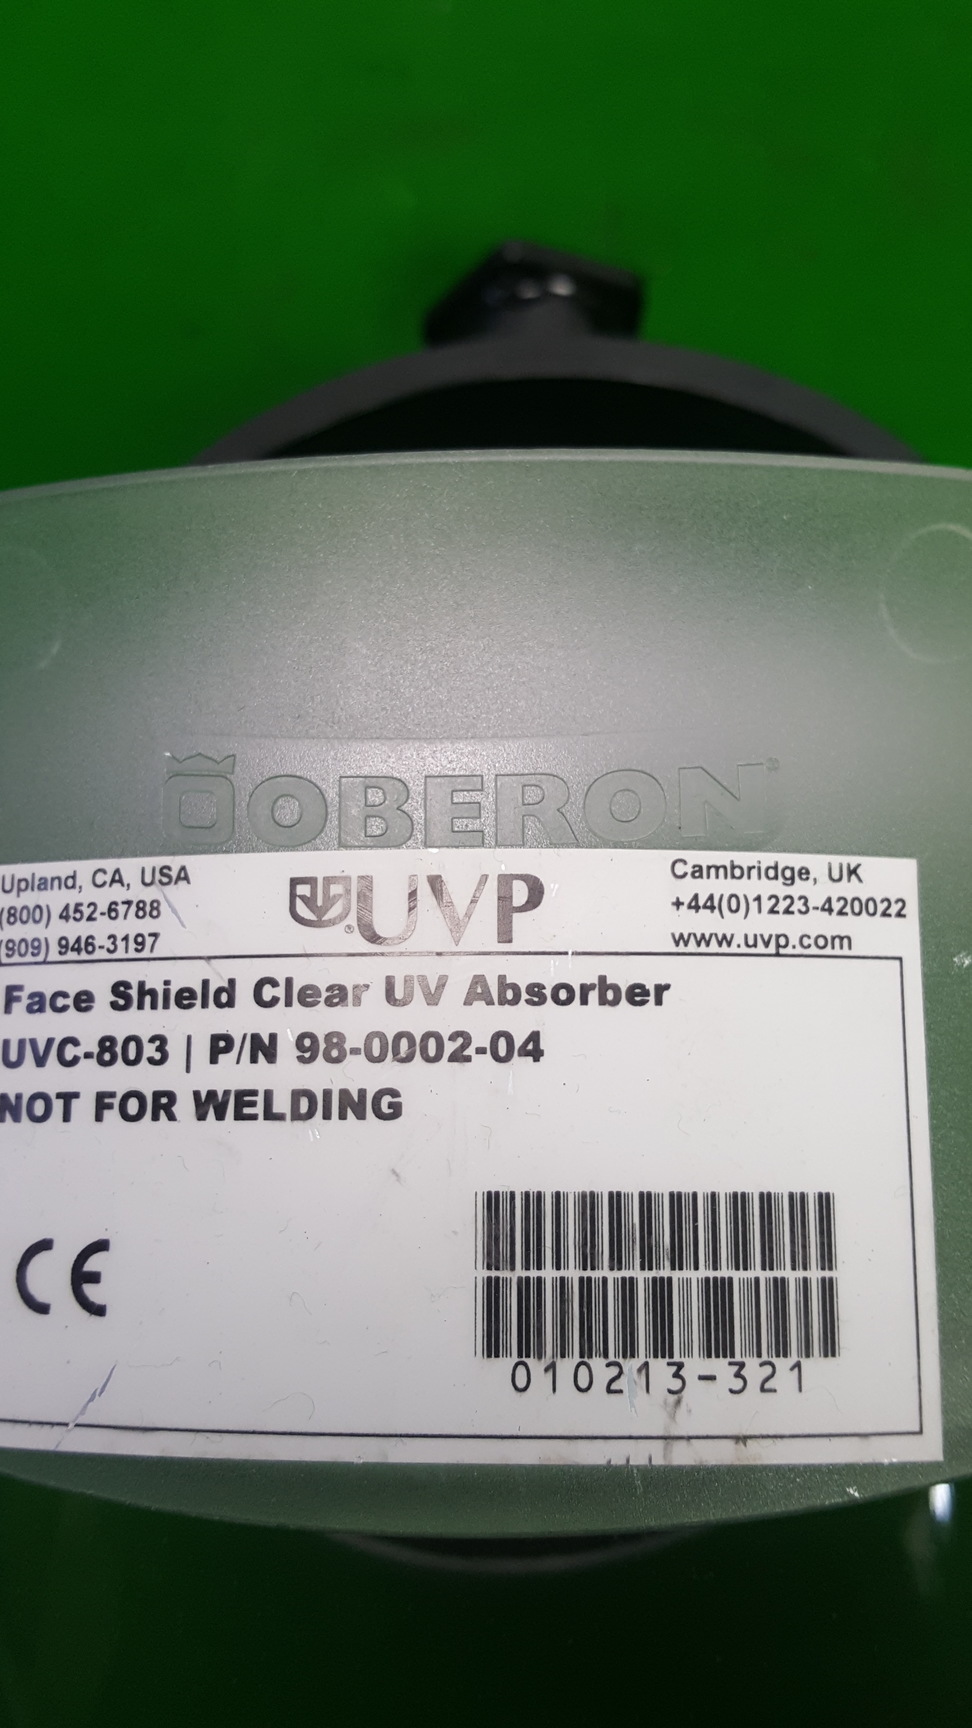 OBERON®
Upland, CA, USA
(800) 452-6788
(909) 946-3197
UVP
®
Cambridge, UK
+44(0)1223-420022
www.uvp.com
Face Shield Clear UV Absorber
UVC-803 | P/N 98-0002-04
NOT FOR WELDING
CE
010213-321